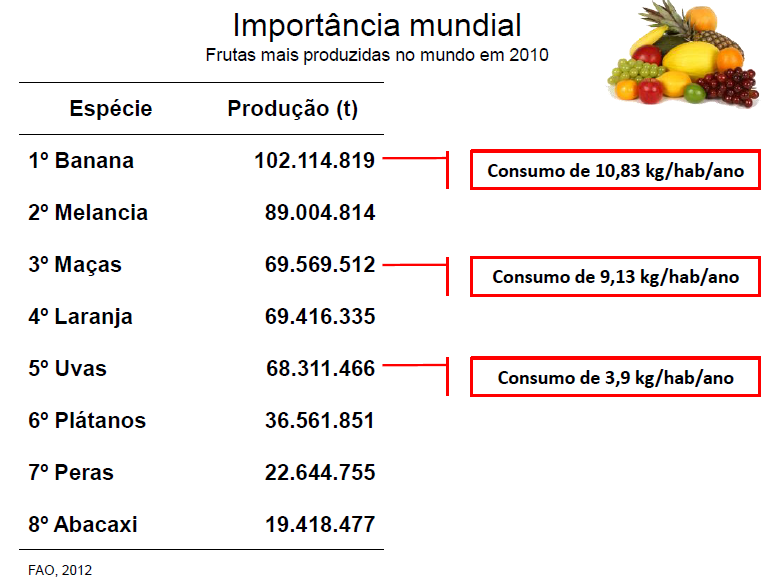 Importância mundial
Frutas mais produzidas no mundo em 2010
Espécie Produção (t)
1º Banana 102.114.819 Consumo de 10,83 kg/hab/ano
2º Melancia 89.004.814
3º Maças 69.569.512 Consumo de 9,13 kg/hab/ano
4º Laranja 69.416.335
5º Uvas 68.311.466 Consumo de 3,9 kg/hab/ano
6º Plátanos 36.561.851
7º Peras 22.644.755
8º Abacaxi 19.418.477
FAO, 2012